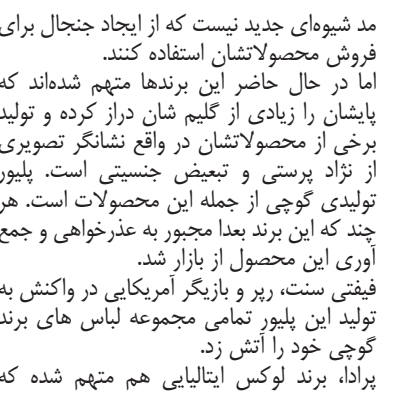 مد شیوه‌ای جدید نیست که از ایجاد جنجال برای
فروش محصولاتشان استفاده کنند.
اما در حال حاضر این برندها متهم شده‌اند که
پایشان را زیادی از گلیم شان دراز کرده و تولید
برخی از محصولاتشان در واقع نشانگر تصویری
از نژاد پرستی و تبعیض جنسیتی است. پلیور
تولیدی گوچی از جمله این محصولات است. هر
چند که این برند بعدا مجبور به عذرخواهی و جمع
آوری این محصول از بازار شد.
فیفتی سنت، رپر و بازیگر آمریکایی در واکنش به
تولید این پلیور تمامی مجموعه لباس های برند
گوچی خود را آتش زد.
پرادا، برند لوکس ایتالیایی هم متهم شده که